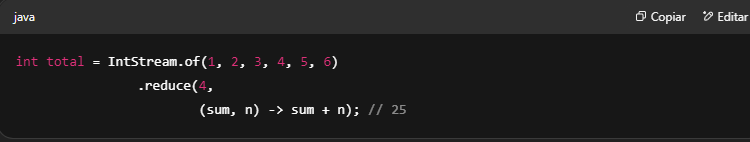 java
Copiar
Editar
int total = IntStream.of(1, 2, 3, 4, 5, 6)
.reduce(4,
(sum, n) -> sum + n); // 25